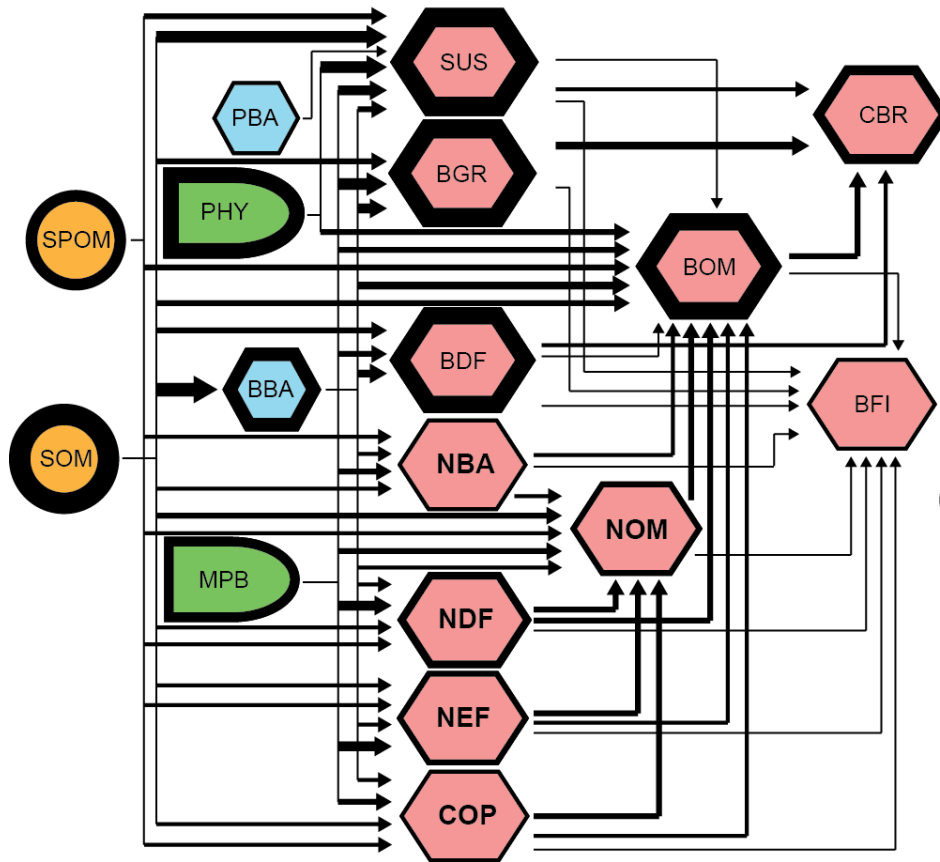 SUS
CBR
PBA
BGR
PHY
SPOM
BOM
BDF
BBA
BFI
SOM
NBA
NOM
MPB
NDF
NEF
COP